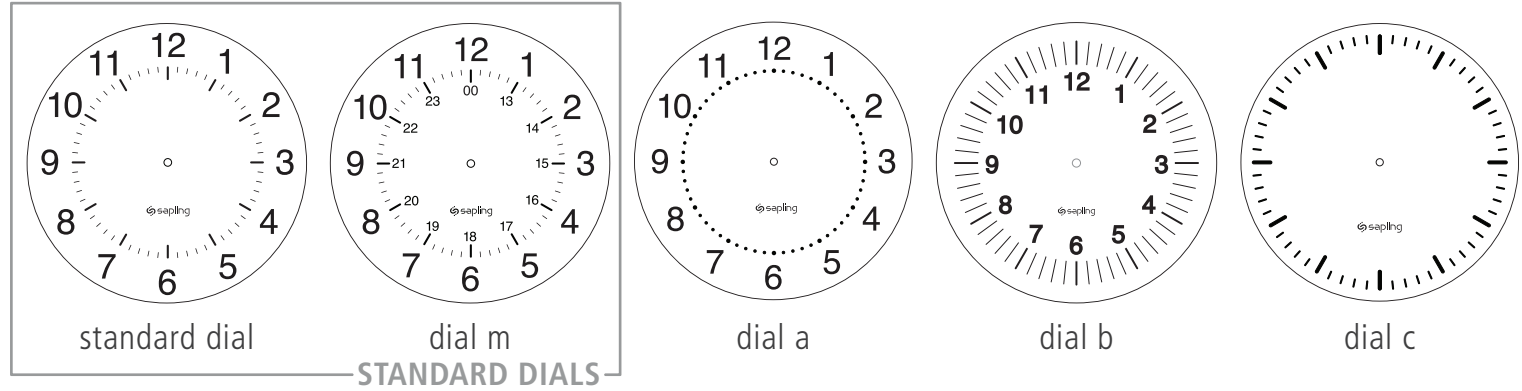 12 1 2 3 4 5 6 7 8 9 10 11
sapling
standard dial
12 1 2 3 4 5 6 7 8 9 10 11
00 13 14 15 16 17 18 19 20 21 22 23
sapling
dial m
STANDARD DIALS
12 1 2 3 4 5 6 7 8 9 10 11
sapling
dial a
12 1 2 3 4 5 6 7 8 9 10 11
sapling
dial b
sapling
dial c